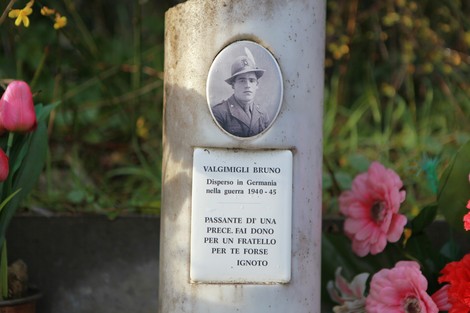 VALGIMIGLI BRUNO
Disperso in Germania
nella guerra 1940-45
PASSANTE DI' UNA
PRECE. FAI DONO
PER UN FRATELLO
PER TE FORSE
IGNOTO